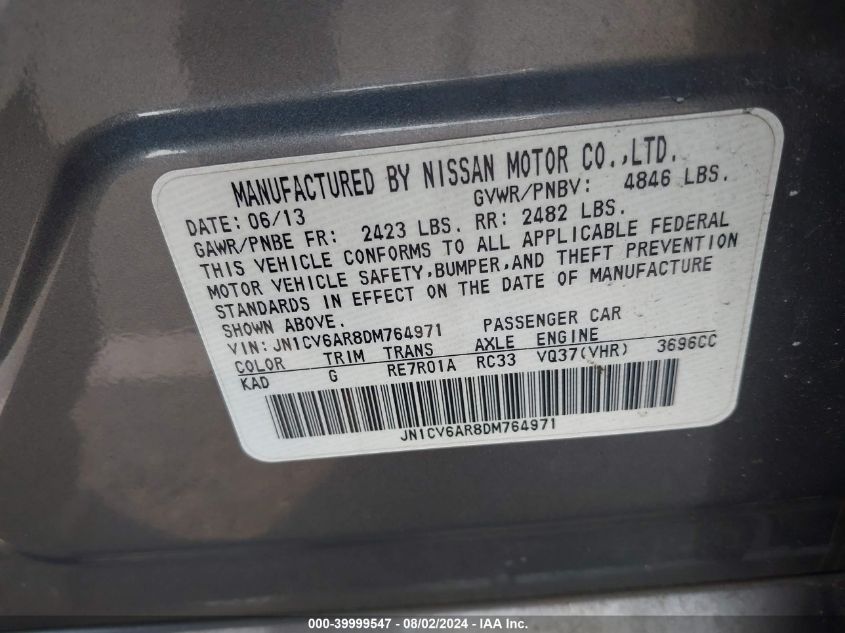 MANUFACTURED BY NISSAN MOTOR CO.,LTD.
DATE: 06/13 GVWR/PNBV: 4846 LBS.
GAWR/PNBE FR: 2423 LBS. RR: 2482 LBS.
THIS VEHICLE CONFORMS TO ALL APPLICABLE FEDERAL
MOTOR VEHICLE SAFETY,BUMPER,AND THEFT PREVENTION
STANDARDS IN EFFECT ON THE DATE OF MANUFACTURE
SHOWN ABOVE.
VIN: JN1CV6AR8DM764971 PASSENGER CAR
COLOR TRIM TRANS AXLE ENGINE
KAD G RE7R01A RC33 VQ37(VHR) 3696CC
JN1CV6AR8DM764971
000-39999547 - 08/02/2024 - IAA Inc.